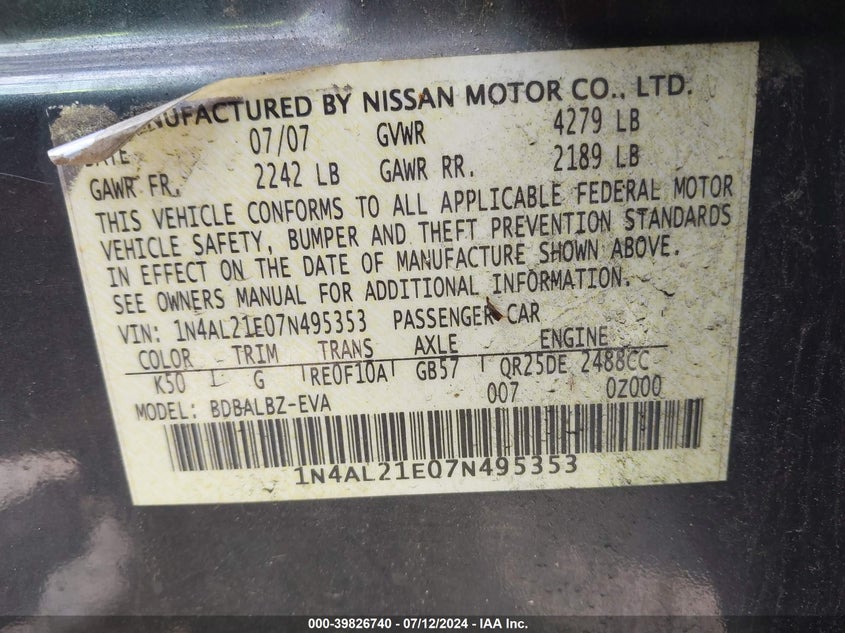 NUFACTURED BY NISSAN MOTOR CO., LTD.
DATE 07/07 GVWR 4279 LB
GAWR FR. 2242 LB GAWR RR. 2189 LB
THIS VEHICLE CONFORMS TO ALL APPLICABLE FEDERAL MOTOR
VEHICLE SAFETY, BUMPER AND THEFT PREVENTION STANDARDS
IN EFFECT ON THE DATE OF MANUFACTURE SHOWN ABOVE.
SEE OWNERS MANUAL FOR ADDITIONAL INFORMATION.
VIN: 1N4AL21E07N495353 PASSENGER CAR
COLOR TRIM TRANS AXLE ENGINE
K50 G RE0F10A GB57 QR25DE 2488CC
007 0Z000
MODEL: BDBALBZ-EVA
1N4AL21E07N495353
000-39826740 - 07/12/2024 - IAA Inc.